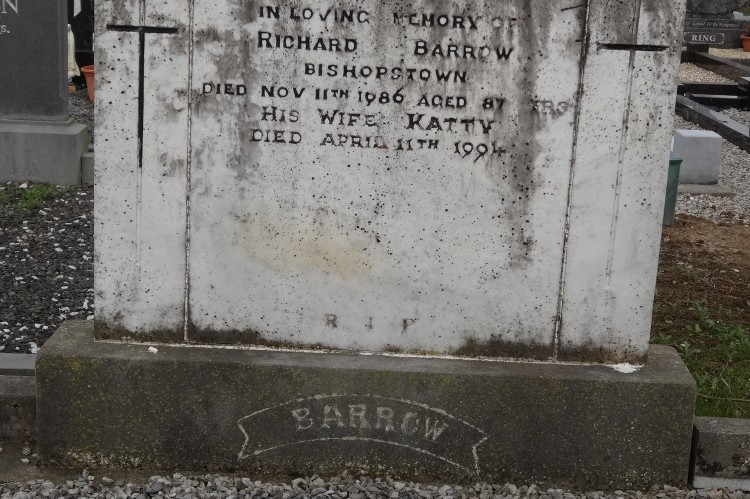 IN LOVING MEMORY OF
RICHARD BARROW
BISHOPSTOWN
DIED NOV 11TH 1986 AGED 87 YRS
HIS WIFE KATTY
DIED APRIL 11TH 1994
R I P
BARROW
RING